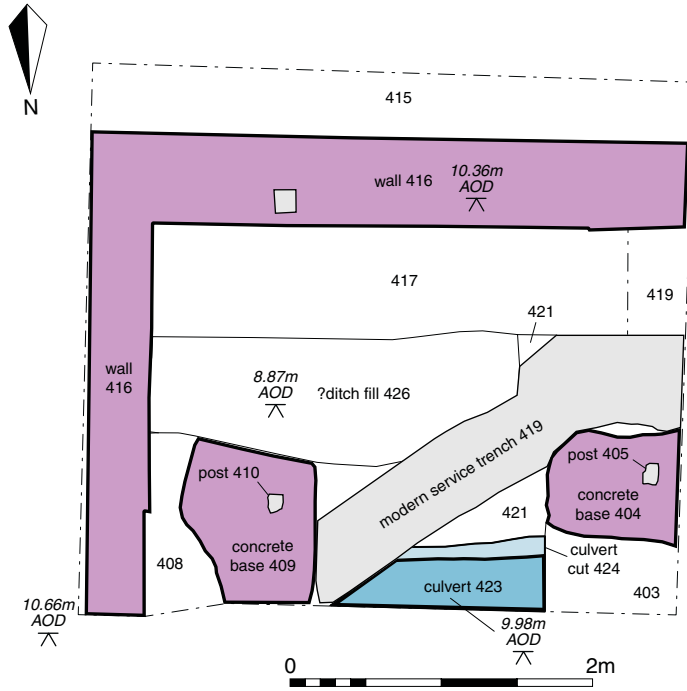 N
415
wall 416
10.36m
AOD
417
419
421
wall
416
8.87m
AOD
?ditch fill 426
modern service trench 419
post 405
concrete
base 404
post 410
concrete
base 409
421
culvert
cut 424
408
culvert 423
403
10.66m
AOD
9.98m
AOD
0
2m